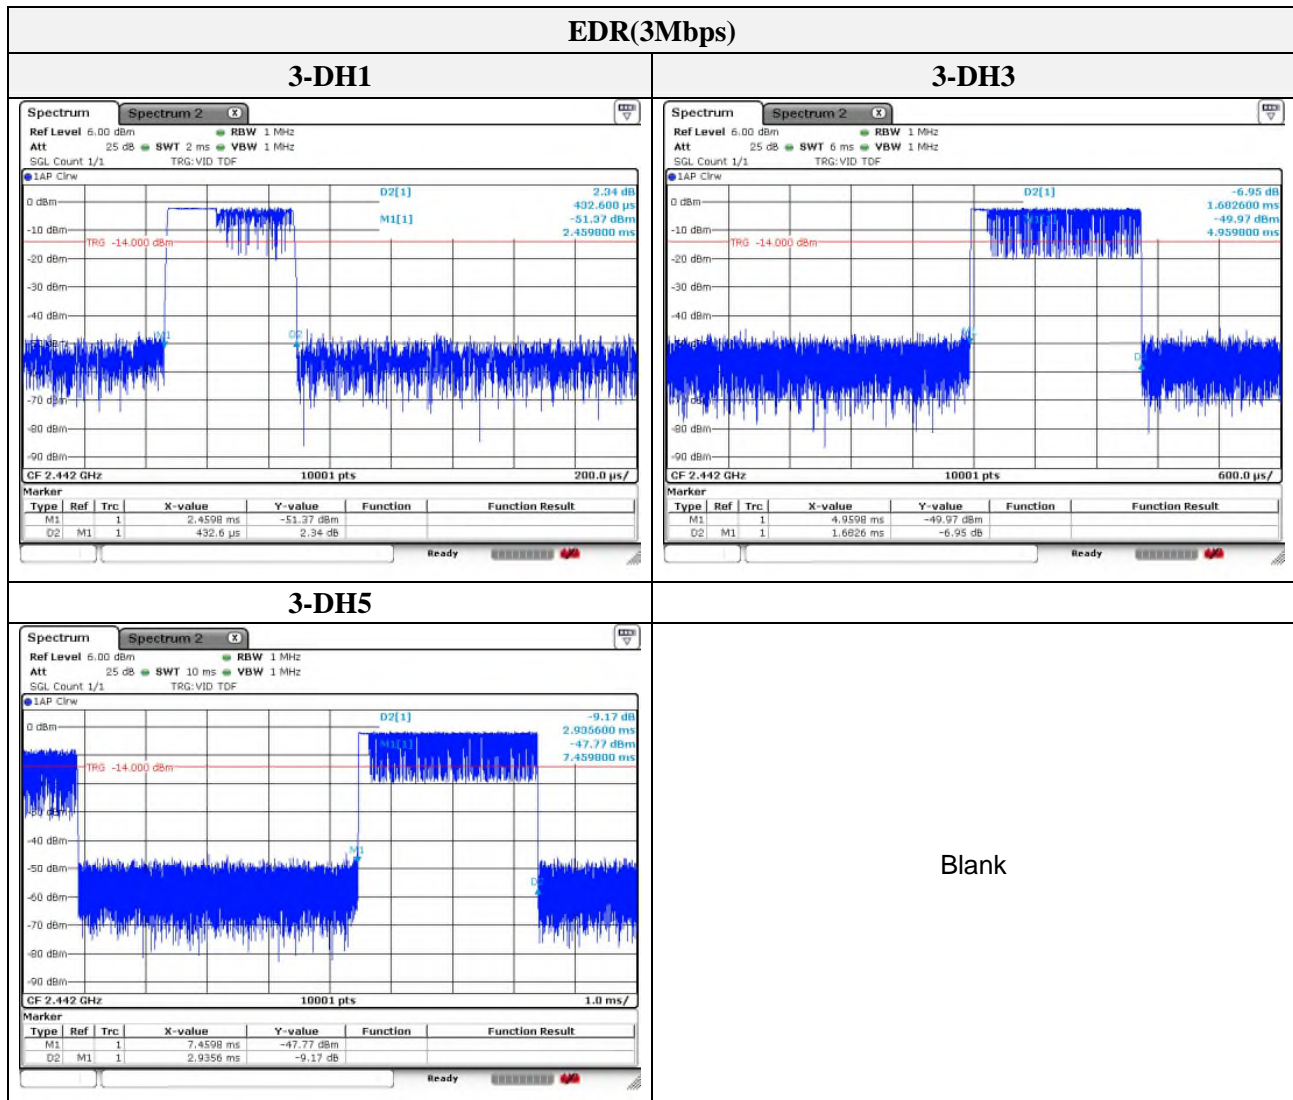 EDR(3Mbps)
3-DH1
3-DH3
Spectrum Spectrum 2 X
Ref Level 6.00 dBm RBW 1 MHz
Att 25 dB SWT 2 ms VBW 1 MHz
SGL Count 1/1 TRG:VID TDF
1AP Clrw
D2[1] 2.34 dB
432.600 µs
M1[1] -51.37 dBm
2.459800 ms
0 dBm
-10 dBm
TRG -14.000 dBm
-20 dBm
-30 dBm
-40 dBm
M1
D2
-70 dBm
-80 dBm
-90 dBm
CF 2.442 GHz 10001 pts 200.0 µs/
Marker
Type Ref Trc X-value Y-value Function Function Result
M1 1 2.4598 ms -51.37 dBm
D2 M1 1 432.6 µs 2.34 dB
Ready
Spectrum Spectrum 2 X
Ref Level 6.00 dBm RBW 1 MHz
Att 25 dB SWT 6 ms VBW 1 MHz
SGL Count 1/1 TRG:VID TDF
1AP Clrw
D2[1] -6.95 dB
1.682600 ms
M1[1] -49.97 dBm
4.959800 ms
0 dBm
-10 dBm
TRG -14.000 dBm
-20 dBm
-30 dBm
-40 dBm
-80 dBm
-90 dBm
CF 2.442 GHz 10001 pts 600.0 µs/
Marker
Type Ref Trc X-value Y-value Function Function Result
M1 1 4.9598 ms -49.97 dBm
D2 M1 1 1.6826 ms -6.95 dB
Ready
3-DH5
Spectrum Spectrum 2 X
Ref Level 6.00 dBm RBW 1 MHz
Att 25 dB SWT 10 ms VBW 1 MHz
SGL Count 1/1 TRG:VID TDF
1AP Clrw
D2[1] -9.17 dB
2.935600 ms
M1[1] -47.77 dBm
7.459800 ms
0 dBm
TRG -14.000 dBm
-30 dBm
-40 dBm
M1
-50 dBm
-60 dBm
-70 dBm
-80 dBm
-90 dBm
CF 2.442 GHz 10001 pts 1.0 ms/
Marker
Type Ref Trc X-value Y-value Function Function Result
M1 1 7.4598 ms -47.77 dBm
D2 M1 1 2.9356 ms -9.17 dB
Ready
Blank